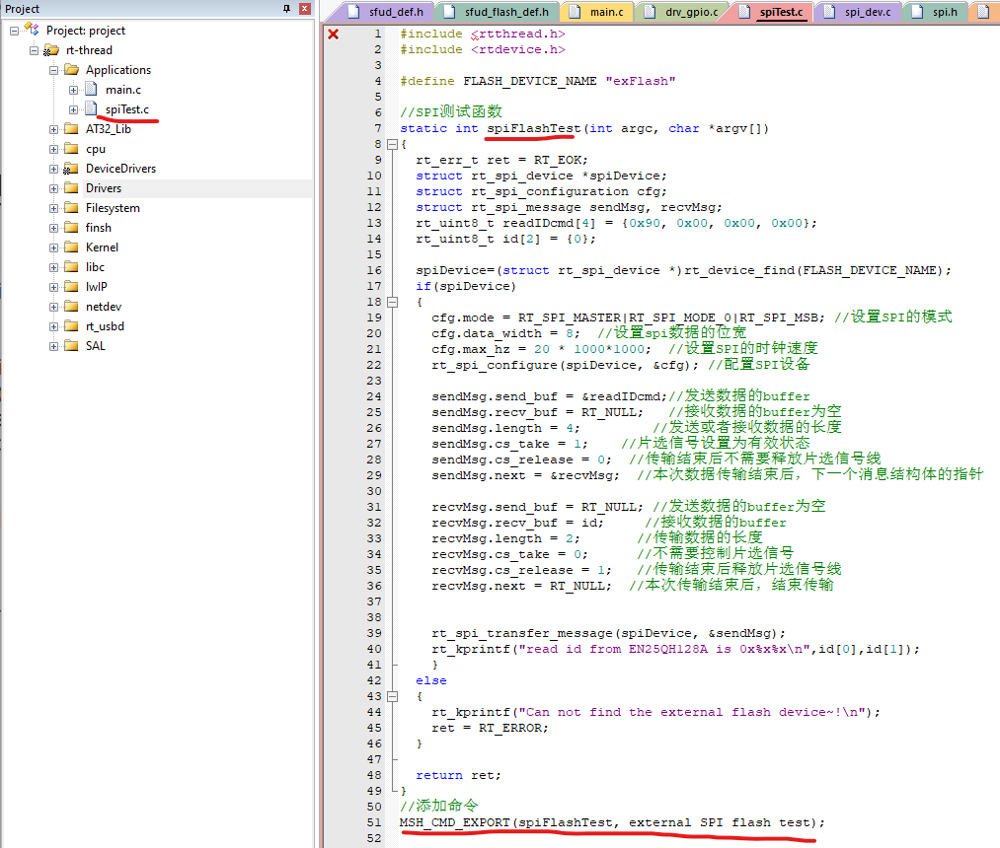 Project
Project: project
rt-thread
Applications
main.c
spiTest.c
AT32_Lib
cpu
DeviceDrivers
Drivers
Filesystem
finsh
Kernel
libc
lwIP
netdev
rt_usbd
SAL
sfud_def.h sfud_flash_def.h main.c drv_gpio.c spiTest.c spi_dev.c spi.h
1 #include <rtthread.h>
2 #include <rtdevice.h>
3
4 #define FLASH_DEVICE_NAME "exFlash"
5
6 //SPI测试函数
7 static int spiFlashTest(int argc, char *argv[])
8 {
9 rt_err_t ret = RT_EOK;
10 struct rt_spi_device *spiDevice;
11 struct rt_spi_configuration cfg;
12 struct rt_spi_message sendMsg, recvMsg;
13 rt_uint8_t readIDcmd[4] = {0x90, 0x00, 0x00, 0x00};
14 rt_uint8_t id[2] = {0};
15
16 spiDevice=(struct rt_spi_device *)rt_device_find(FLASH_DEVICE_NAME);
17 if(spiDevice)
18 {
19 cfg.mode = RT_SPI_MASTER|RT_SPI_MODE_0|RT_SPI_MSB; //设置SPI的模式
20 cfg.data_width = 8; //设置spi数据的位宽
21 cfg.max_hz = 20 * 1000*1000; //设置SPI的时钟速度
22 rt_spi_configure(spiDevice, &cfg); //配置SPI设备
23
24 sendMsg.send_buf = &readIDcmd;//发送数据的buffer
25 sendMsg.recv_buf = RT_NULL; //接收数据的buffer为空
26 sendMsg.length = 4; //发送或者接收数据的长度
27 sendMsg.cs_take = 1; //片选信号设置为有效状态
28 sendMsg.cs_release = 0; //传输结束后不需要释放片选信号线
29 sendMsg.next = &recvMsg; //本次数据传输结束后，下一个消息结构体的指针
30
31 recvMsg.send_buf = RT_NULL; //发送数据的buffer为空
32 recvMsg.recv_buf = id; //接收数据的buffer
33 recvMsg.length = 2; //传输数据的长度
34 recvMsg.cs_take = 0; //不需要控制片选信号
35 recvMsg.cs_release = 1; //传输结束后释放片选信号线
36 recvMsg.next = RT_NULL; //本次传输结束后，结束传输
37
38
39 rt_spi_transfer_message(spiDevice, &sendMsg);
40 rt_kprintf("read id from EN25QH128A is 0x%x%x\n",id[0],id[1]);
41 }
42 else
43 {
44 rt_kprintf("Can not find the external flash device~!\n");
45 ret = RT_ERROR;
46 }
47
48 return ret;
49 }
50 //添加命令
51 MSH_CMD_EXPORT(spiFlashTest, external SPI flash test);
52